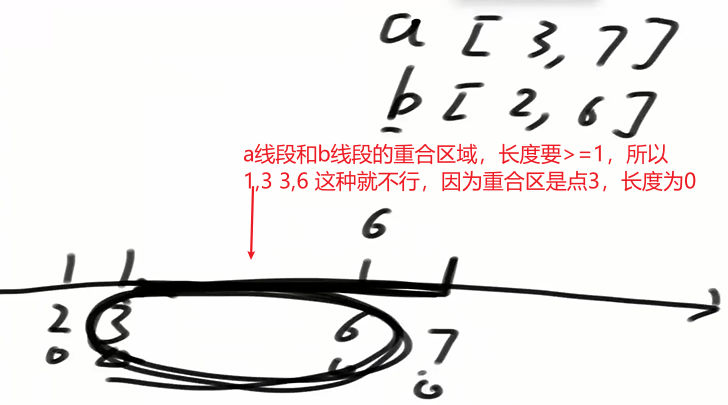 a [3,7]
b [2,6]
a线段和b线段的重合区域，长度要>=1，所以
1,3 3,6 这种就不行，因为重合区是点3，长度为0
6
2 3 6 7